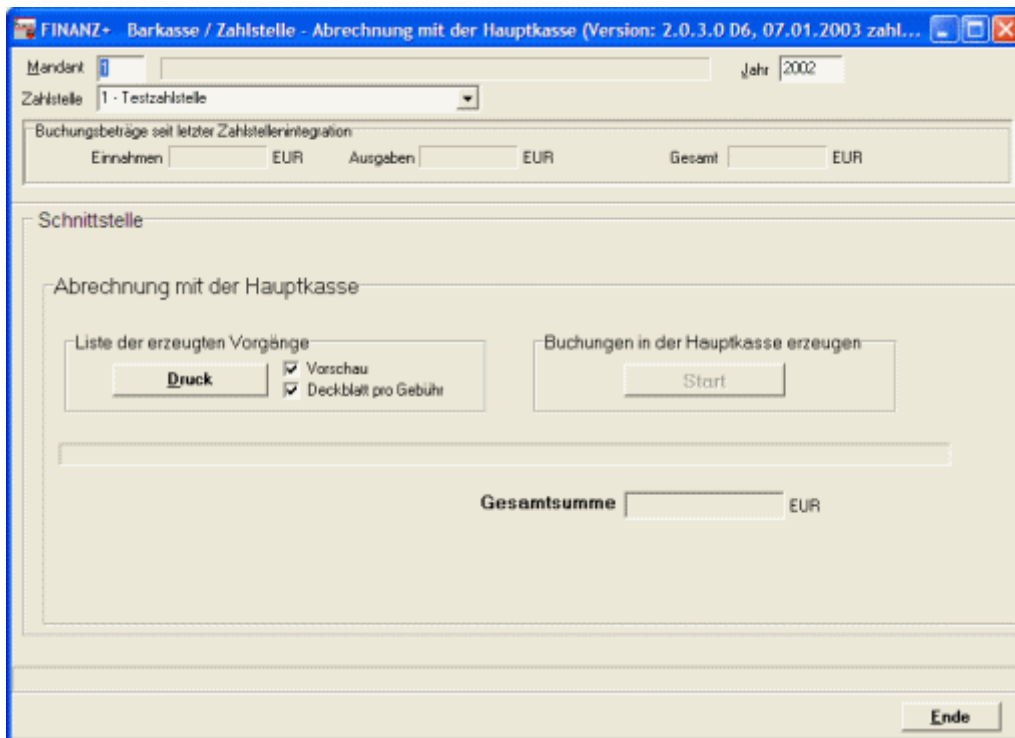 FINANZ+ Barkasse / Zahlstelle - Abrechnung mit der Hauptkasse (Version: 2.0.3.0 D6, 07.01.2003 zahl...
Mandant 1 Jahr 2002
Zahlstelle 1 - Testzahlstelle
Buchungsbeträge seit letzter Zahlstellenintegration
Einnahmen EUR Ausgaben EUR Gesamt EUR
Schnittstelle
Abrechnung mit der Hauptkasse
Liste der erzeugten Vorgänge
Buchungen in der Hauptkasse erzeugen
Druck
Vorschau
Deckblatt pro Gebühr
Start
Gesamtsumme EUR
Ende